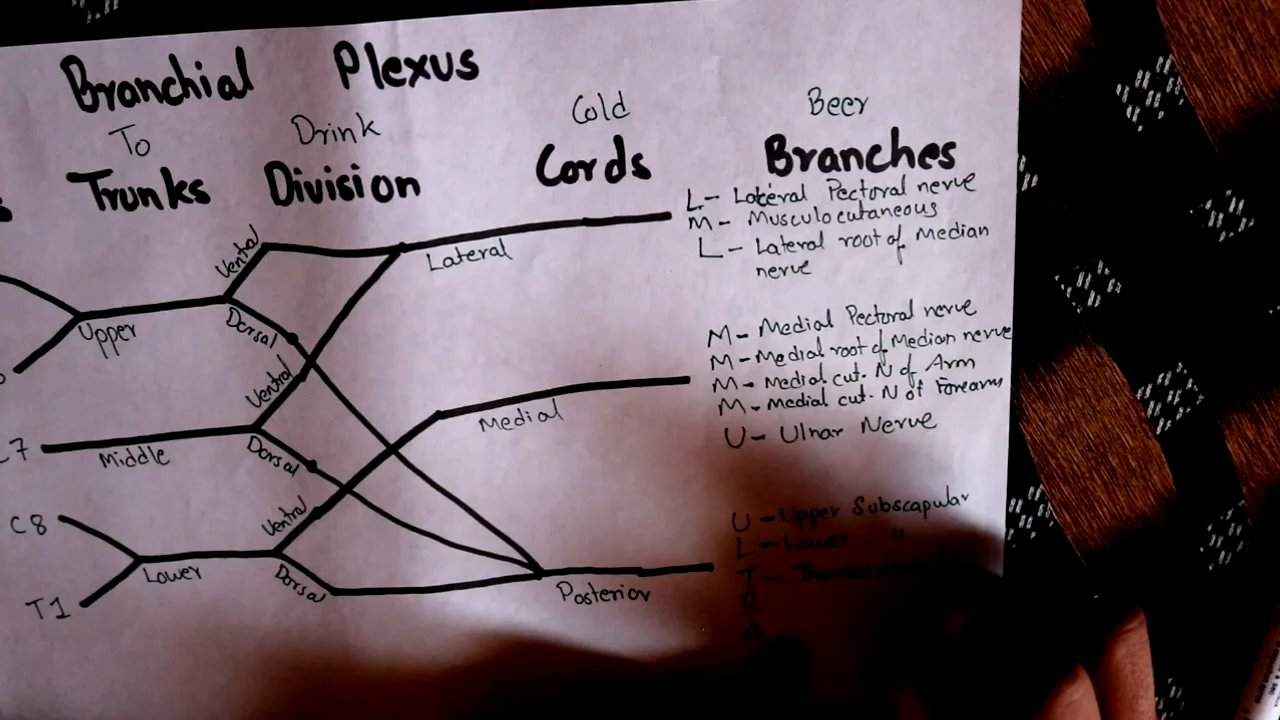 Branchial Plexus
To Drink Cold Beer
Trunks Division Cords Branches
L- Lateral Pectoral nerve
M- Musculocutaneous
L- Lateral root of Median
nerve
Ventral
Lateral
Upper
Dorsal
M- Medial Pectoral nerve
M- Medial root of Median nerve
M- Medial cut. N of Arm
M- Medial cut. N of Forearm
U- Ulnar Nerve
Ventral
Medial
Middle
Dorsal
C8
Ventral
U- Upper Subscapular
L- Lower "
T-
R
A
Lower
Dorsal
Posterior
T1